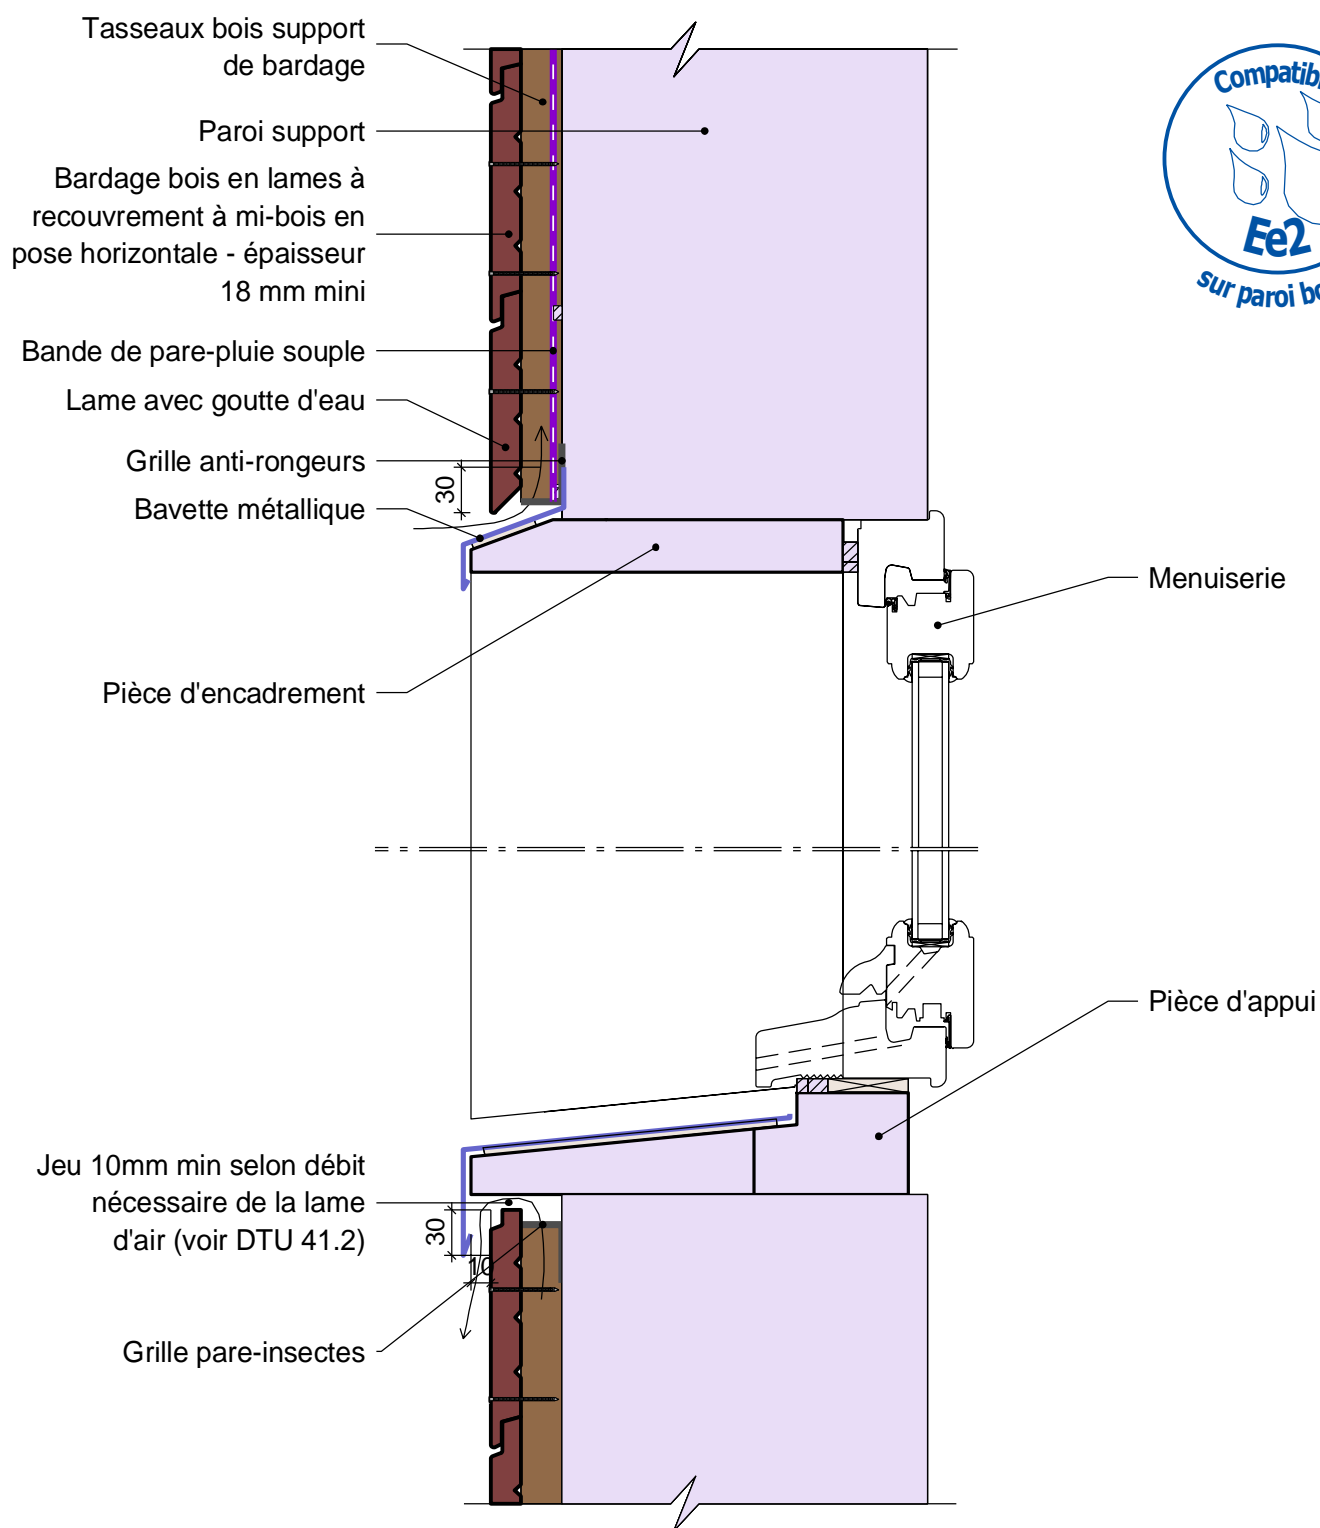 Tasseaux bois support
de bardage
Paroi support
Bardage bois en lames à
recouvrement à mi-bois en
pose horizontale - épaisseur
18 mm mini
Bande de pare-pluie souple
Lame avec goutte d'eau
Grille anti-rongeurs
30
Bavette métallique
Menuiserie
Pièce d'encadrement
Pièce d'appui
Jeu 10mm min selon débit
nécessaire de la lame
d'air (voir DTU 41.2)
30
10
Grille pare-insectes
Ee2
sur paroi